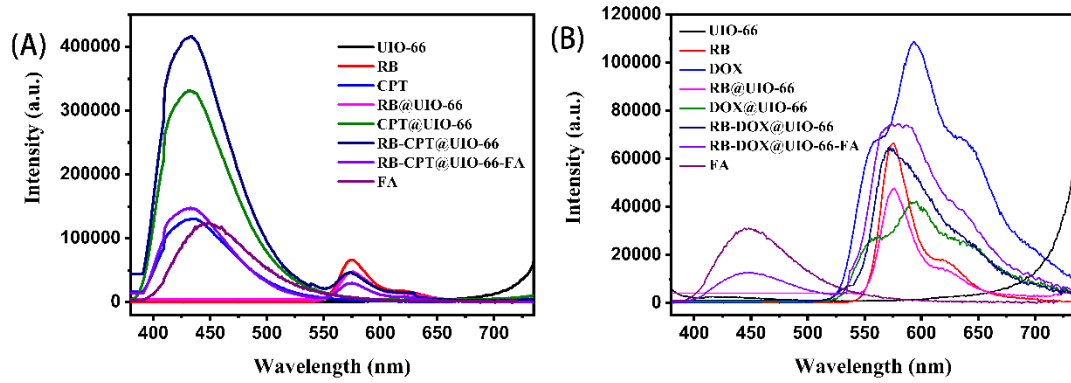 (A)
400000
300000
200000
100000
0
Intensity (a.u.)
UIO-66
RB
CPT
RB@UIO-66
CPT@UIO-66
RB-CPT@UIO-66
RB-CPT@UIO-66-FA
FA
400 450 500 550 600 650 700
Wavelength (nm)
(B)
120000
100000
80000
60000
40000
20000
0
Intensity (a.u.)
UIO-66
RB
DOX
RB@UIO-66
DOX@UIO-66
RB-DOX@UIO-66
RB-DOX@UIO-66-FA
FA
400 450 500 550 600 650 700
Wavelength (nm)